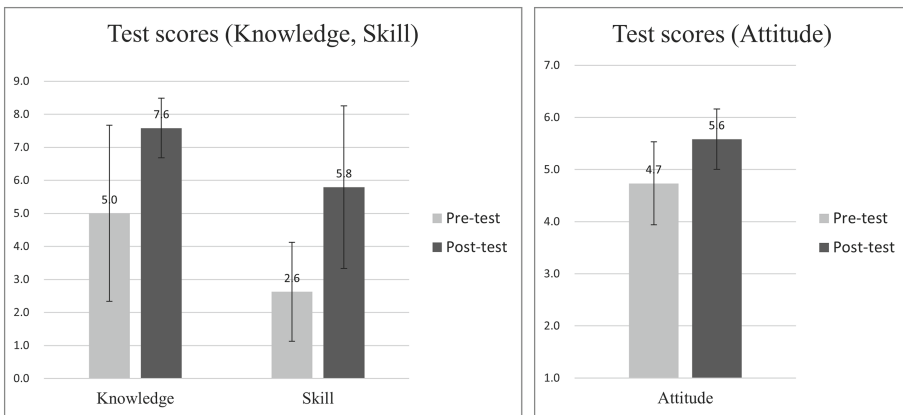 Test scores (Knowledge, Skill)
9.0
8.0
7.0
6.0
5.0
4.0
3.0
2.0
1.0
0.0
5.0
7.6
2.6
5.8
Knowledge
Skill
Pre-test
Post-test
Test scores (Attitude)
7.0
6.0
5.0
4.0
3.0
2.0
1.0
4.7
5.6
Attitude
Pre-test
Post-test